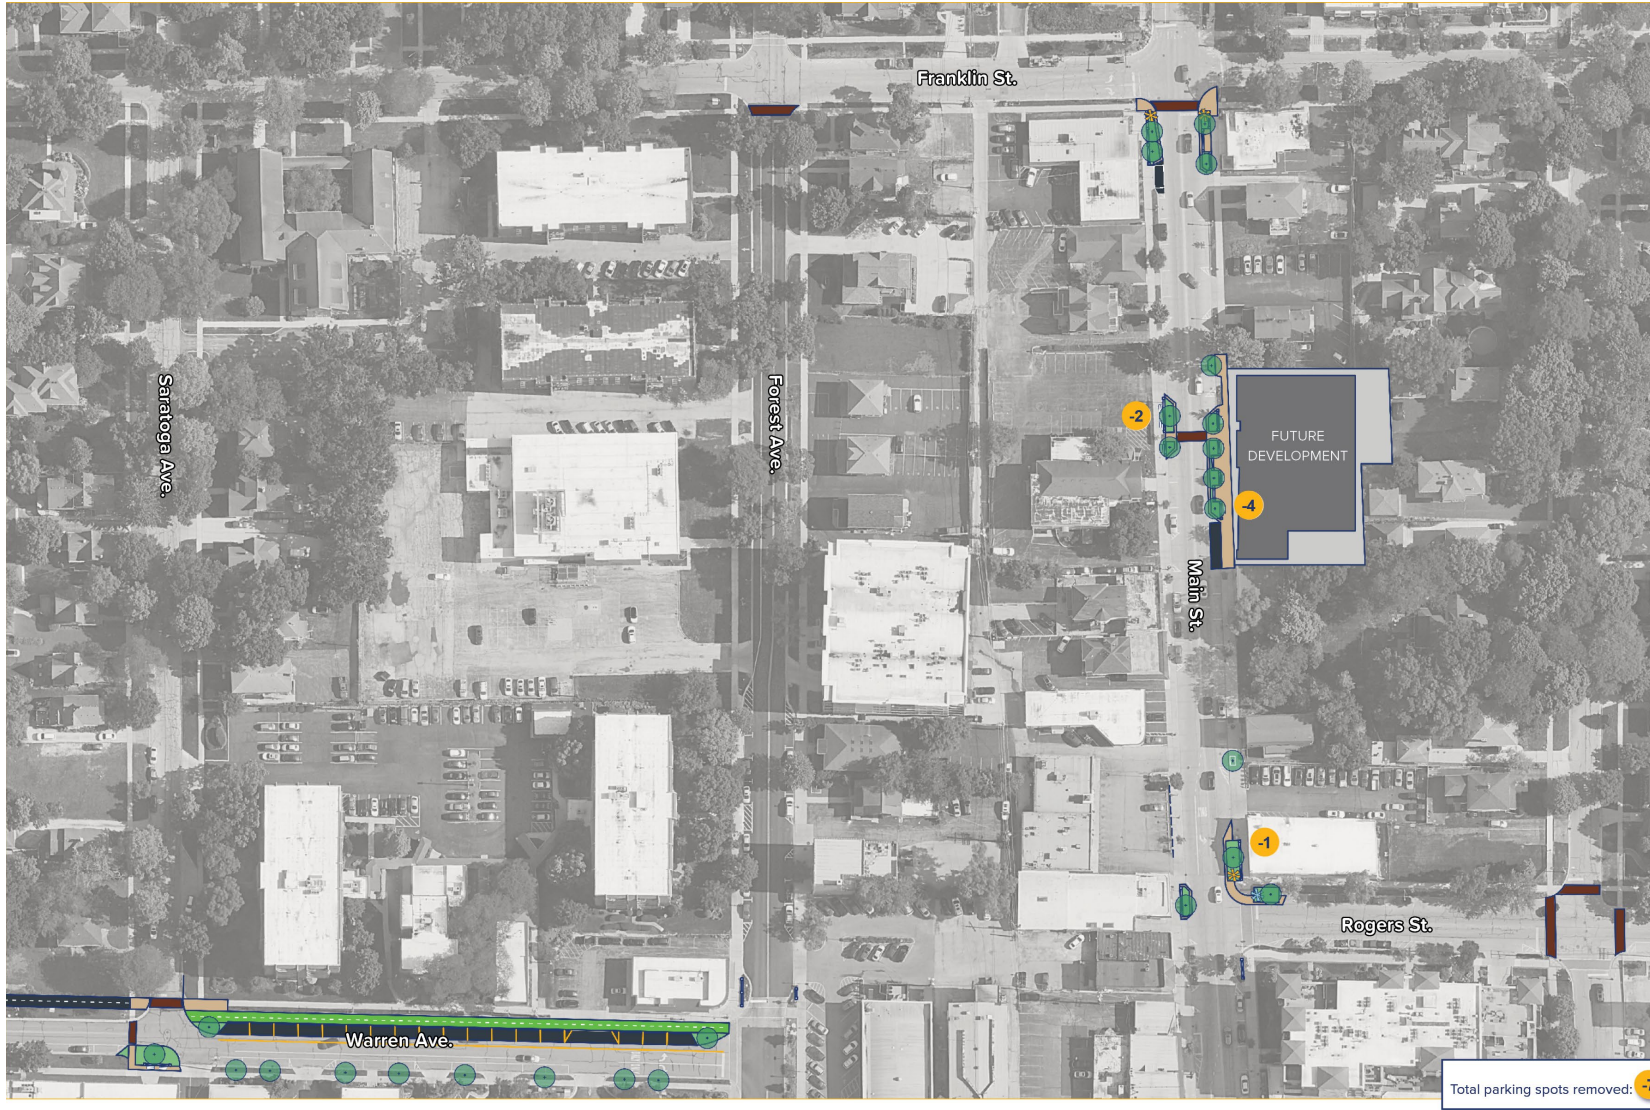 Franklin St.
Saratoga Ave.
Forest Ave.
-2
FUTURE
DEVELOPMENT
-4
Main St.
-1
Rogers St.
Warren Ave.
Total parking spots removed: